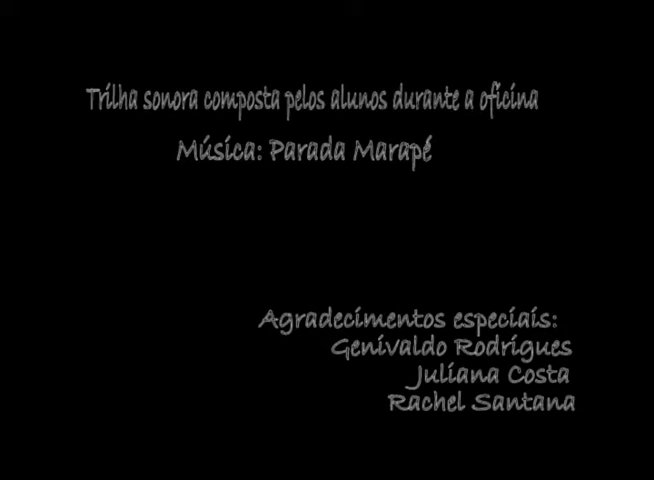 Trilha sonora composta pelos alunos durante a oficina
Música: Parada Marapé
Agradecimentos especiais:
Genivaldo Rodrigues
Juliana Costa
Rachel Santana